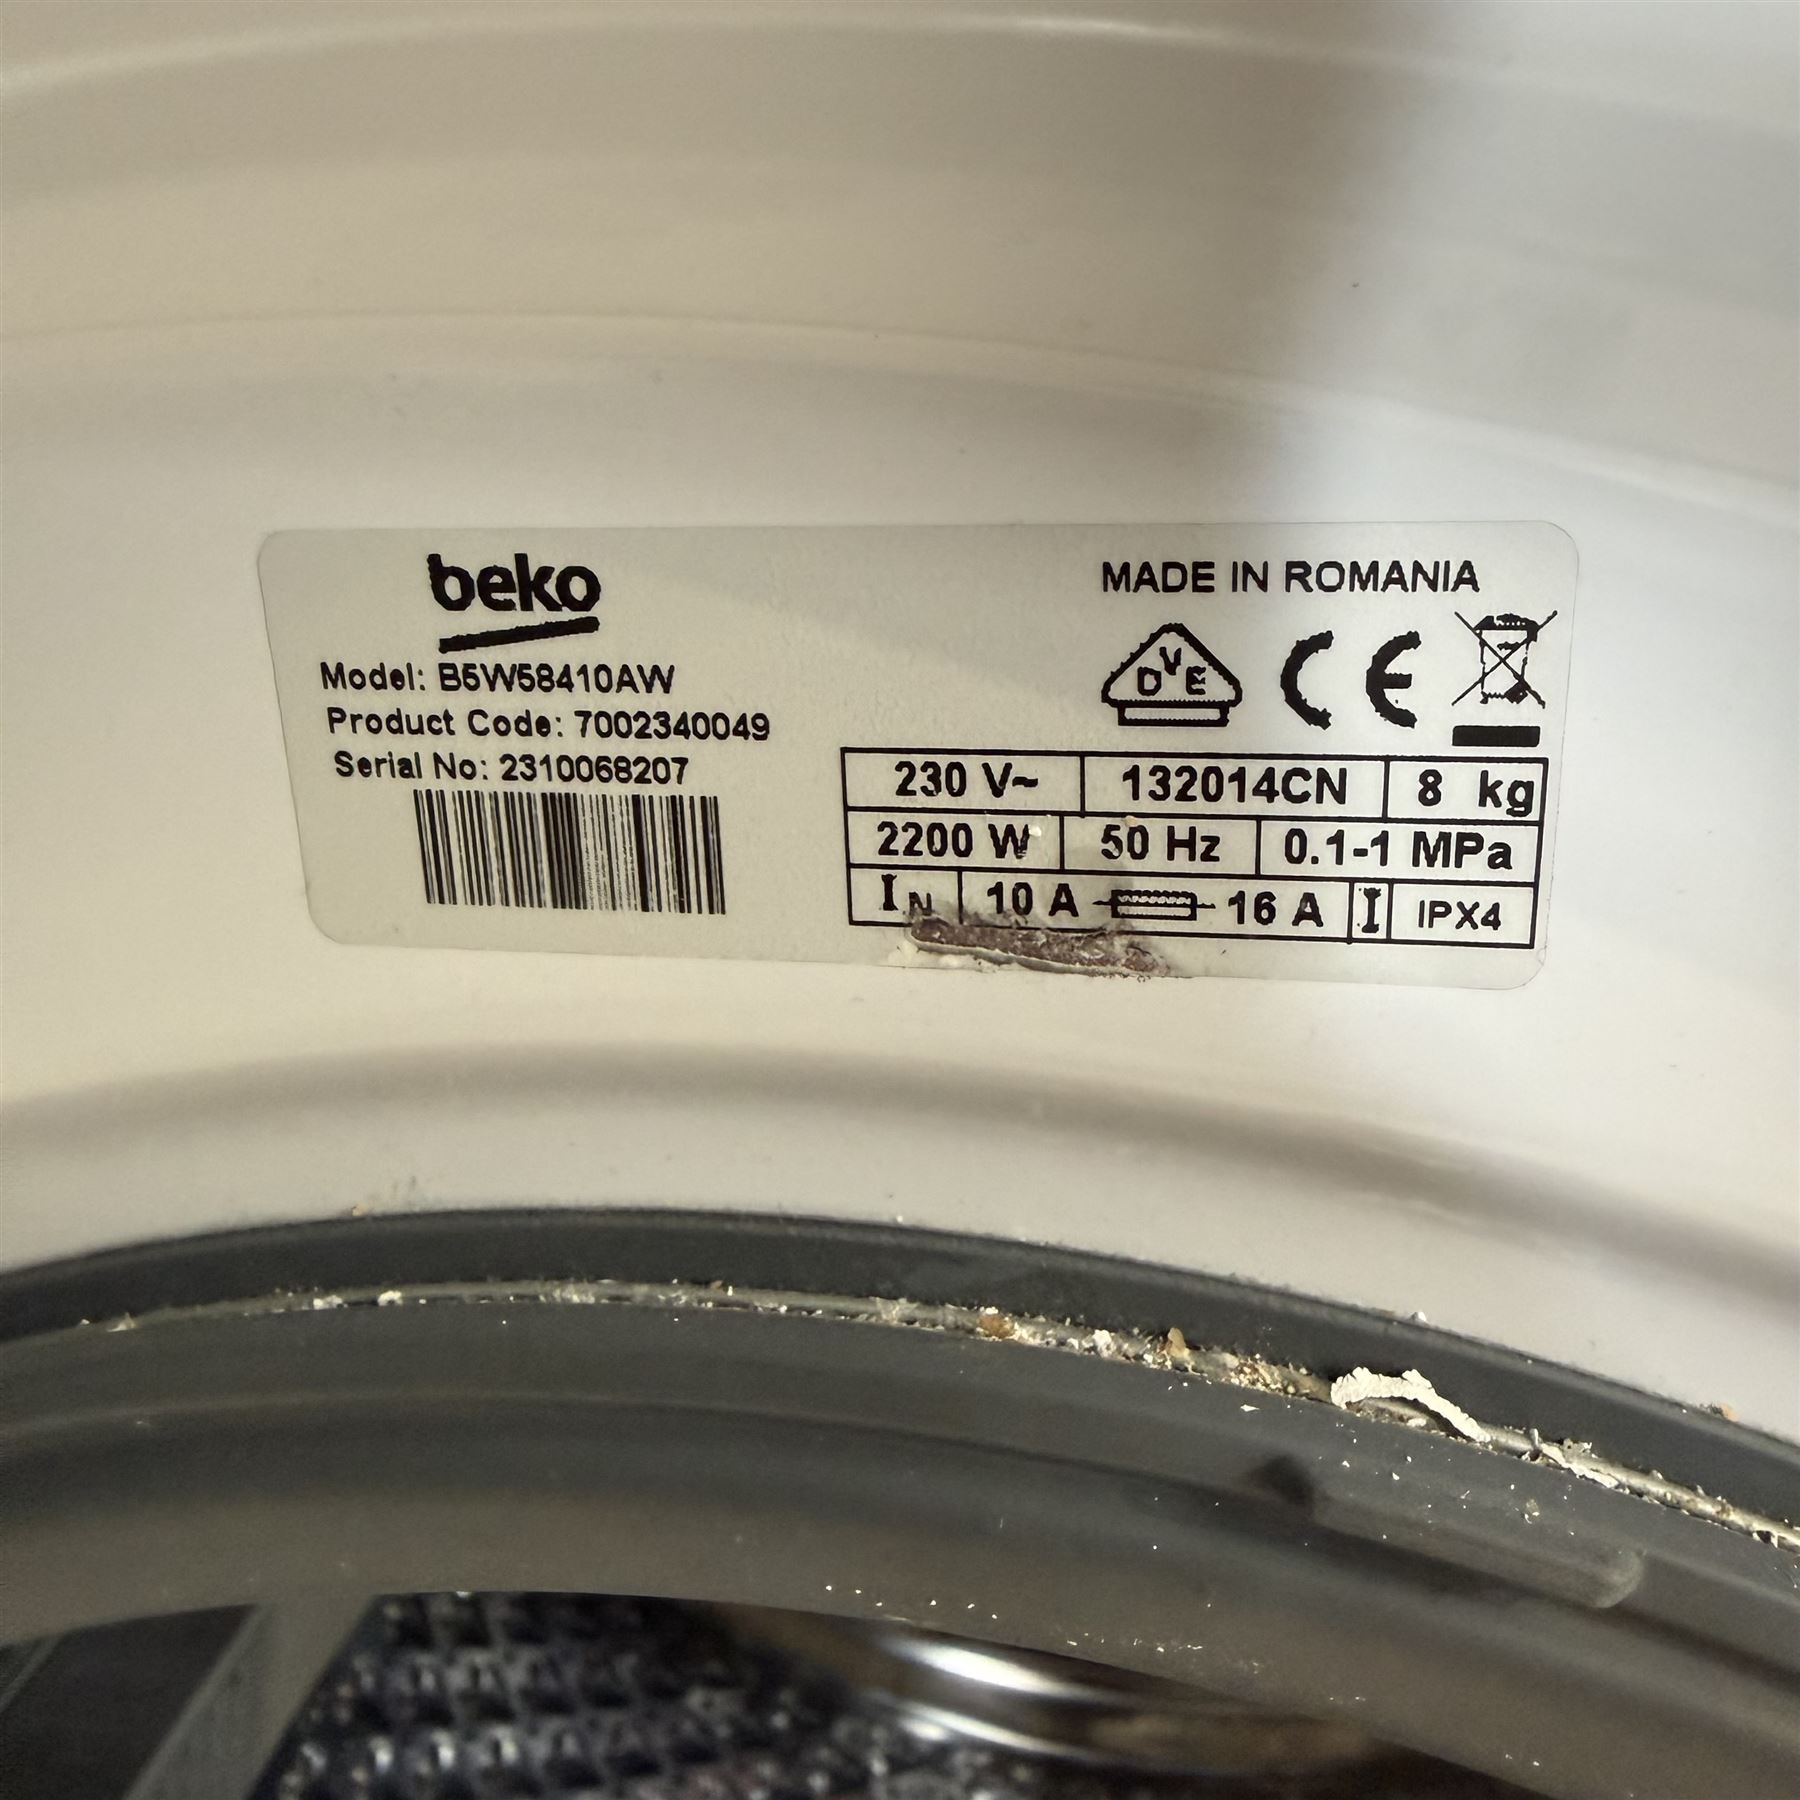 beko
Model: B5W58410AW
Product Code: 7002340049
Serial No: 2310068207
MADE IN ROMANIA
DVE
CE
230 V~ 132014CN 8 kg
2200 W 50 Hz 0.1-1 MPa
IN 10 A 16 A I IPX4